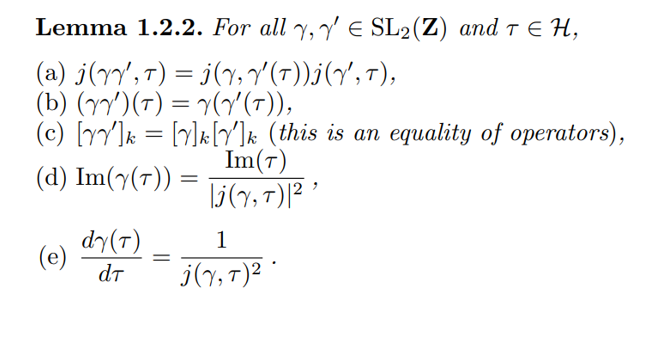 Lemma 1.2.2. For all γ, γ′ ∈ SL₂(Z) and τ ∈ H,
(a) j(γγ′, τ) = j(γ, γ′(τ))j(γ′, τ),
(b) (γγ′)(τ) = γ(γ′(τ)),
(c) [γγ′]ₖ = [γ]ₖ[γ′]ₖ (this is an equality of operators),
(d) Im(γ(τ)) = Im(τ) / |j(γ, τ)|² ,
(e) dγ(τ) / dτ = 1 / j(γ, τ)² .